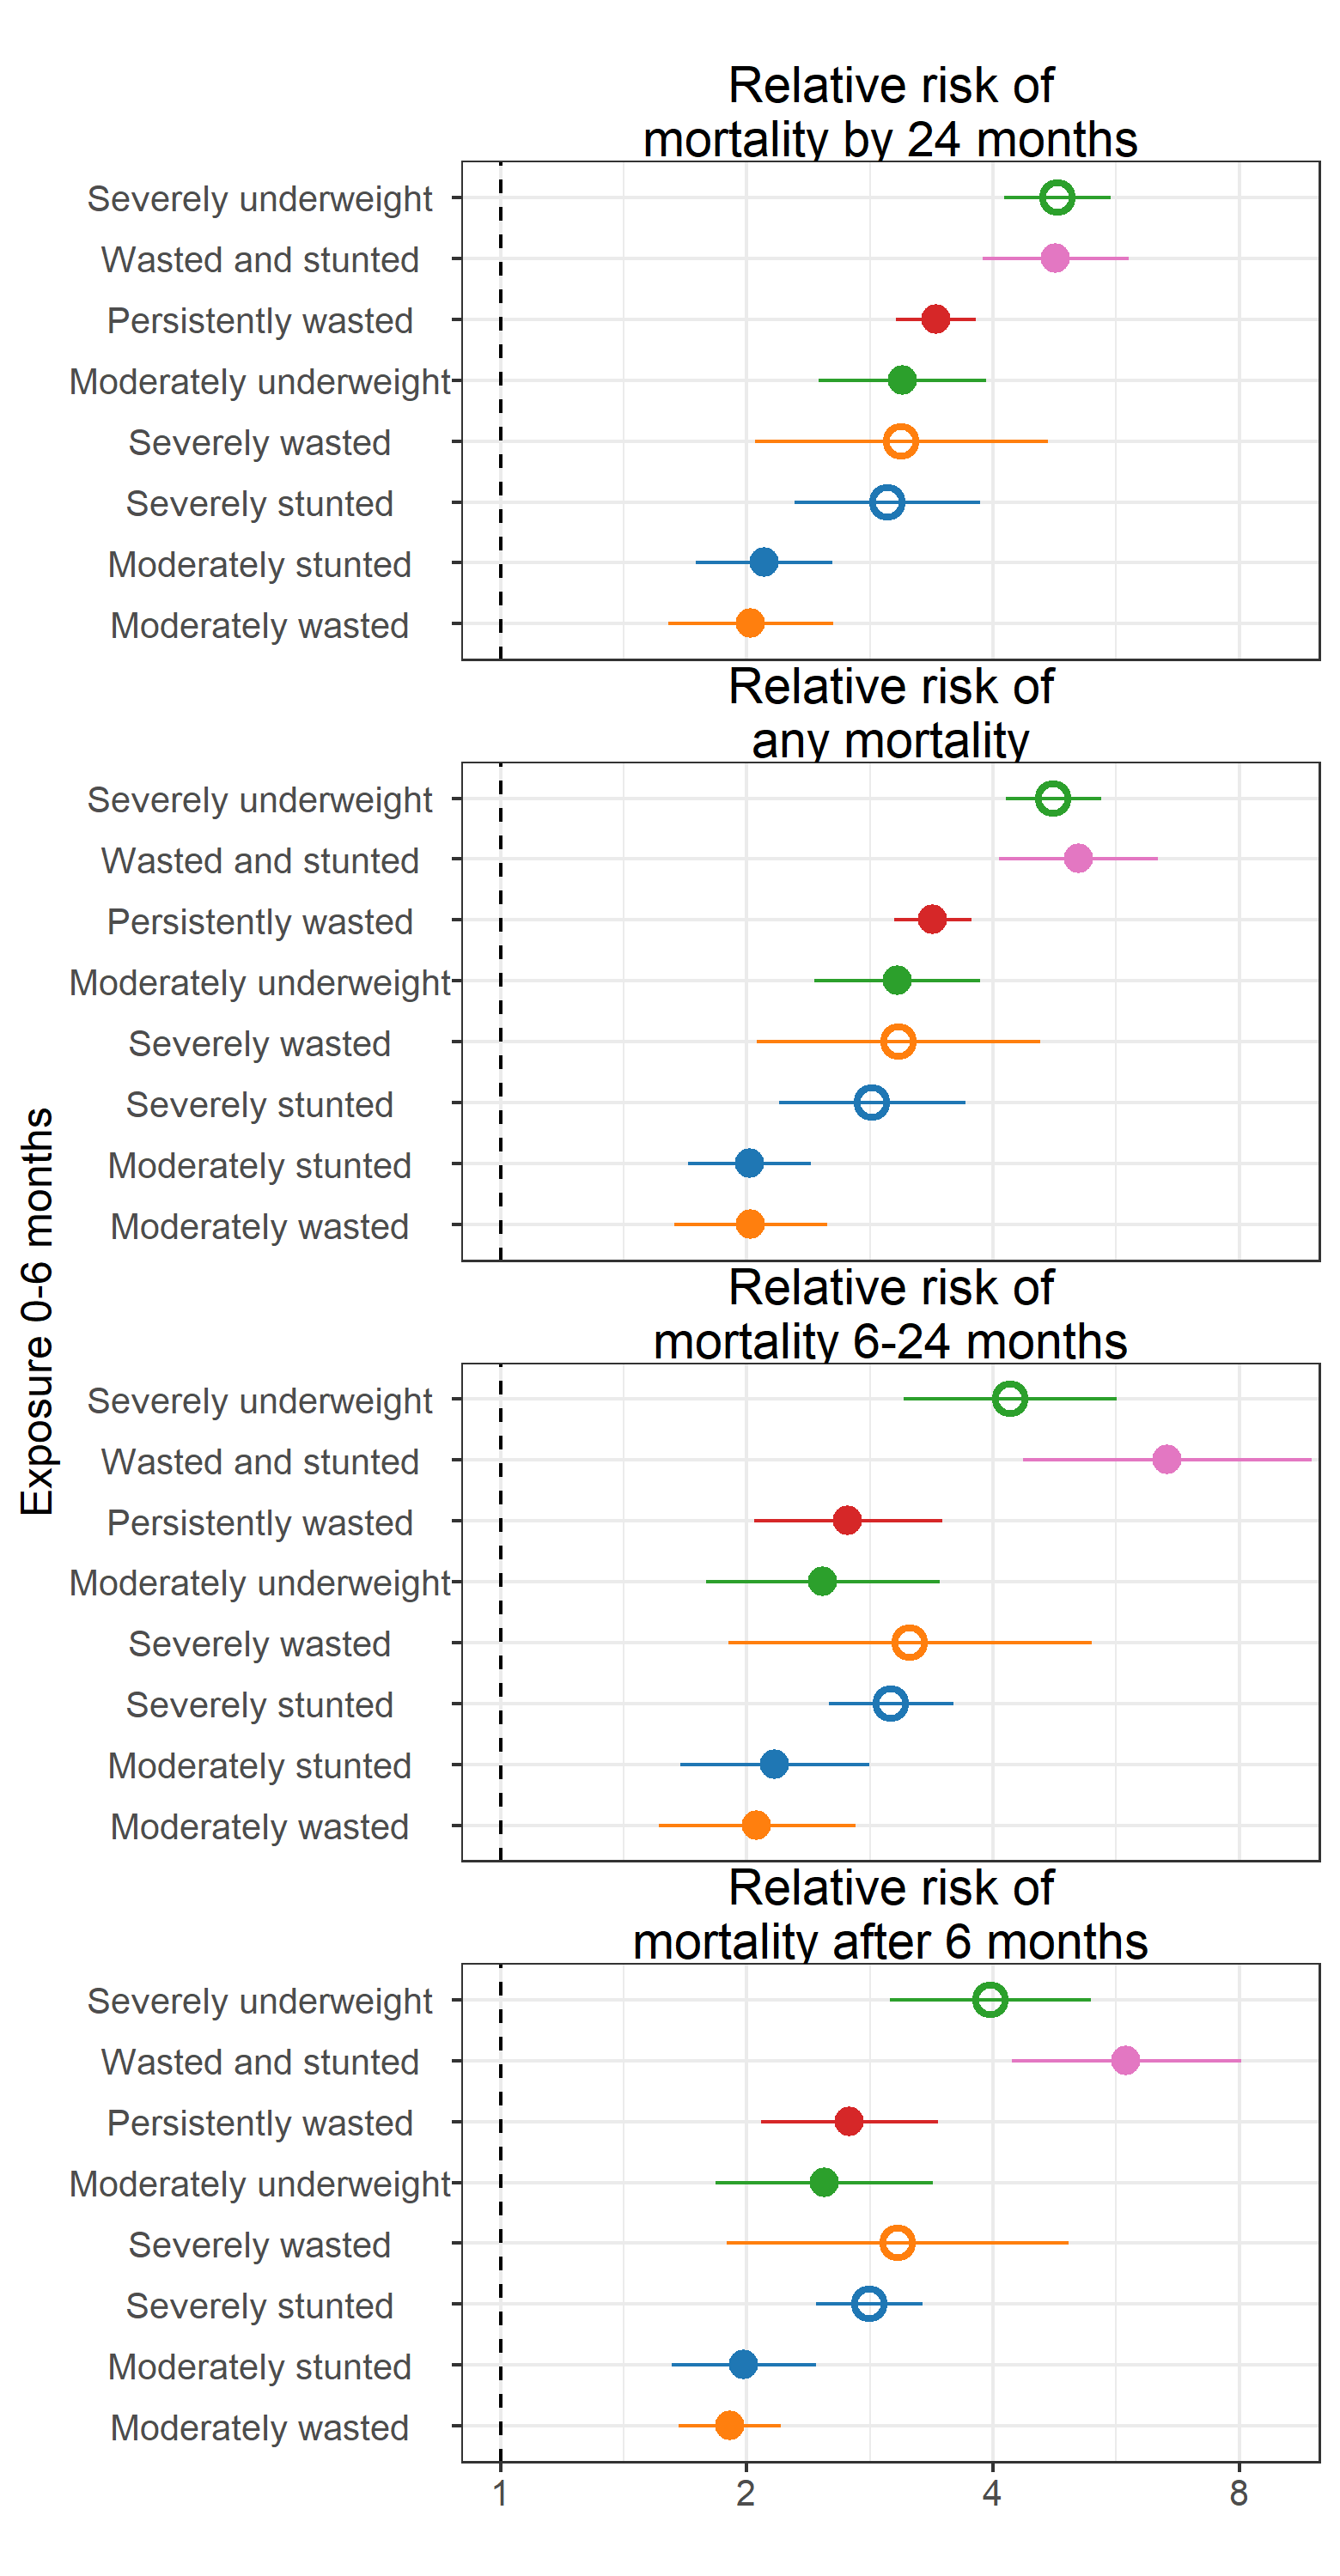 Relative risk of
mortality by 24 months
Severely underweight
Wasted and stunted
Persistently wasted
Moderately underweight
Severely wasted
Severely stunted
Moderately stunted
Moderately wasted
Relative risk of
any mortality
Severely underweight
Wasted and stunted
Persistently wasted
Moderately underweight
Severely wasted
Severely stunted
Moderately stunted
Moderately wasted
Exposure 0-6 months
Relative risk of
mortality 6-24 months
Severely underweight
Wasted and stunted
Persistently wasted
Moderately underweight
Severely wasted
Severely stunted
Moderately stunted
Moderately wasted
Relative risk of
mortality after 6 months
Severely underweight
Wasted and stunted
Persistently wasted
Moderately underweight
Severely wasted
Severely stunted
Moderately stunted
Moderately wasted
1 2 4 8